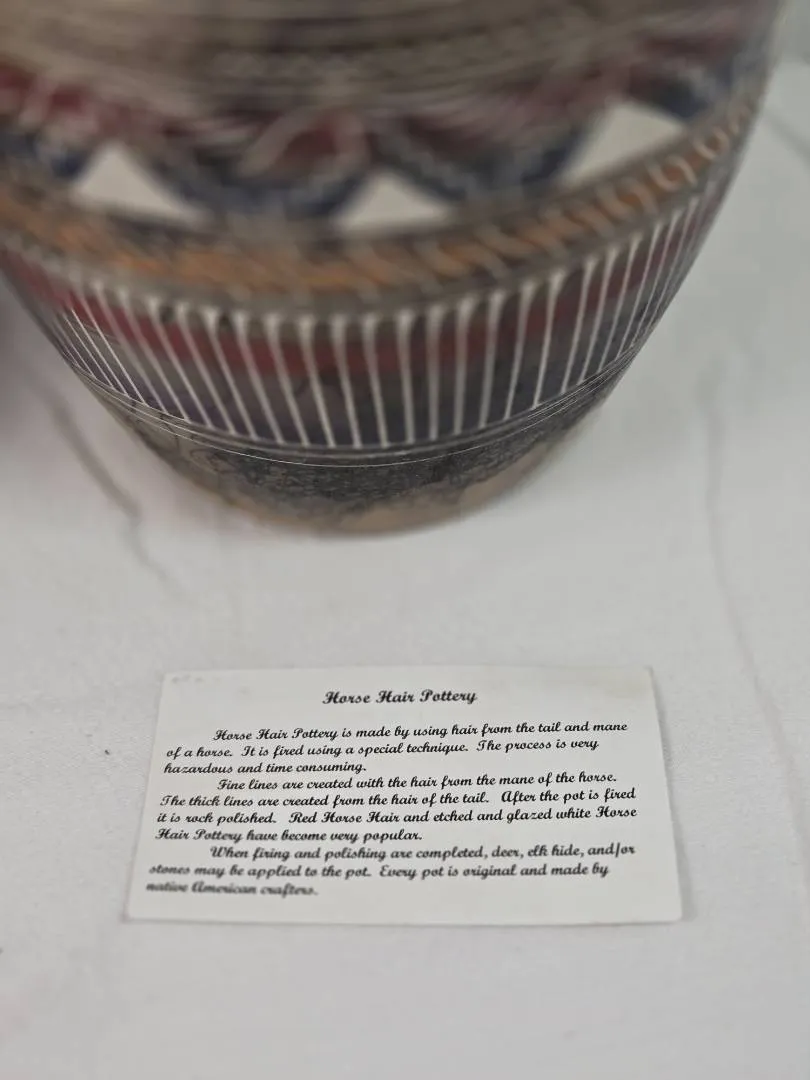 Horse Hair Pottery
Horse Hair Pottery is made by using hair from the tail and mane
of a horse. It is fired using a special technique. The process is very
hazardous and time consuming.
Fine lines are created with the hair from the mane of the horse.
The thick lines are created from the hair of the tail. After the pot is fired
it is rock polished. Red Horse Hair and etched and glazed white Horse
Hair Pottery have become very popular.
When firing and polishing are completed, deer, elk hide, and/or
stones may be applied to the pot. Every pot is original and made by
native American crafters.